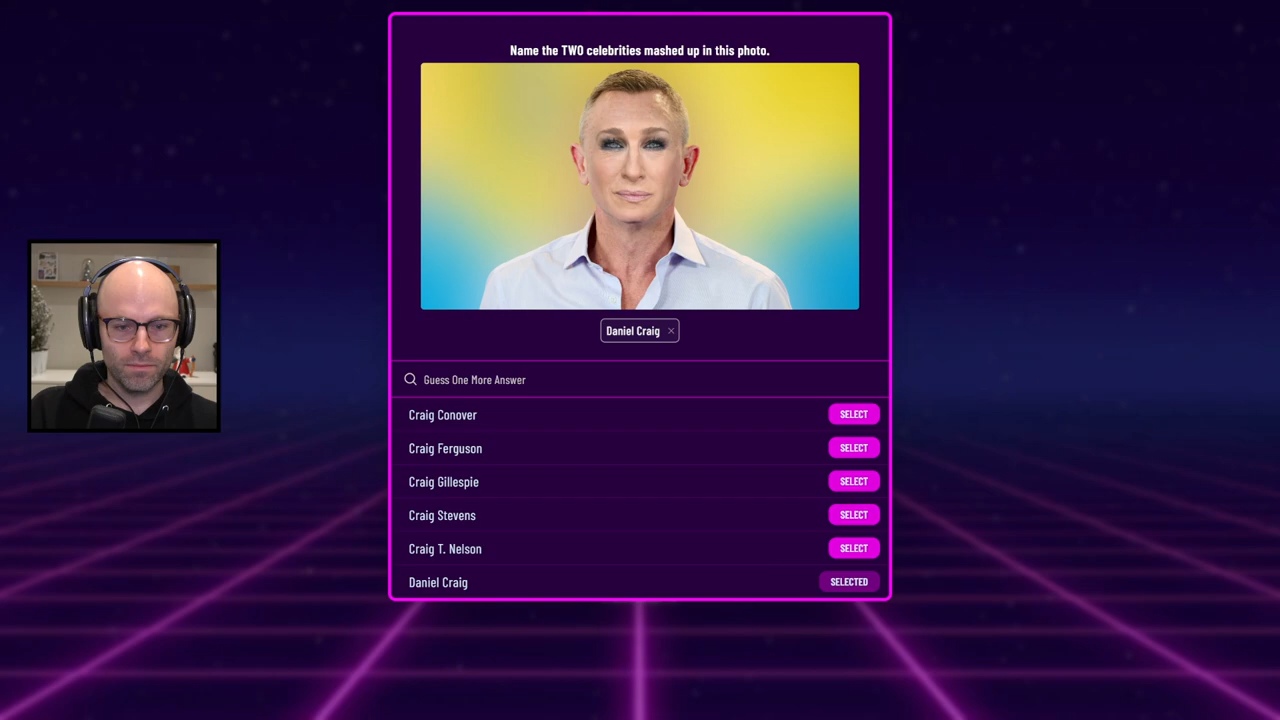 Name the TWO celebrities mashed up in this photo.
Daniel Craig ×
Guess One More Answer
Craig Conover SELECT
Craig Ferguson SELECT
Craig Gillespie SELECT
Craig Stevens SELECT
Craig T. Nelson SELECT
Daniel Craig SELECTED